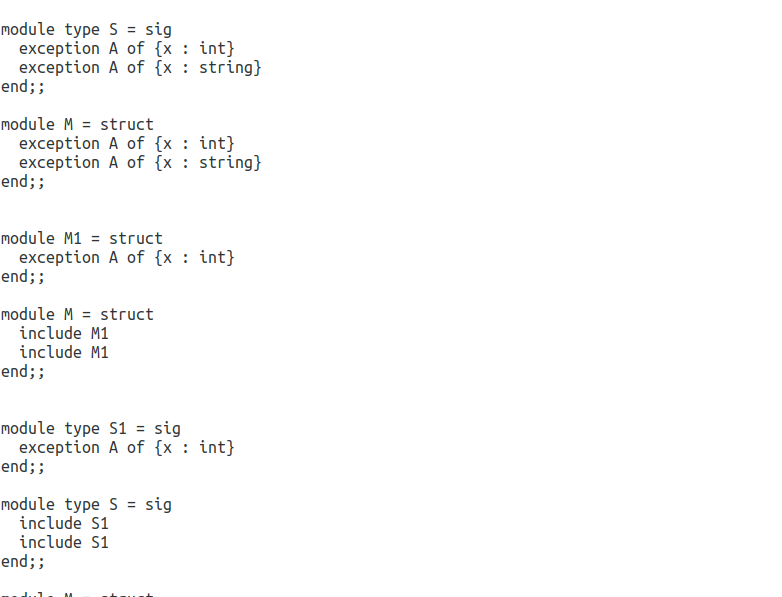 module type S = sig
  exception A of {x : int}
  exception A of {x : string}
end;;
module M = struct
  exception A of {x : int}
  exception A of {x : string}
end;;
module M1 = struct
  exception A of {x : int}
end;;
module M = struct
  include M1
  include M1
end;;
module type S1 = sig
  exception A of {x : int}
end;;
module type S = sig
  include S1
  include S1
end;;
module M = struct